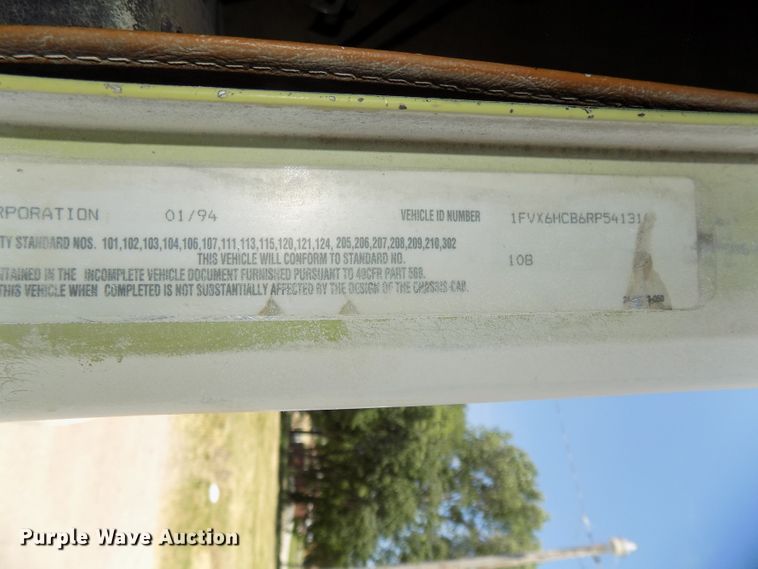 RPORATION 01/94 VEHICLE ID NUMBER 1FVX6MCB6RP54131
TY STANDARD NOS. 101,102,103,104,106,107,111,113,115,120,121,124, 205,206,207,208,209,210,302
THIS VEHICLE WILL CONFORM TO STANDARD NO. 108
NTAINED IN THE INCOMPLETE VEHICLE DOCUMENT FURNISHED PURSUANT TO 49CFR PART 568.
THIS VEHICLE WHEN COMPLETED IS NOT SUBSTANTIALLY AFFECTED BY THE DESIGN OF THE CHASSIS-CAB.
Purple Wave Auction